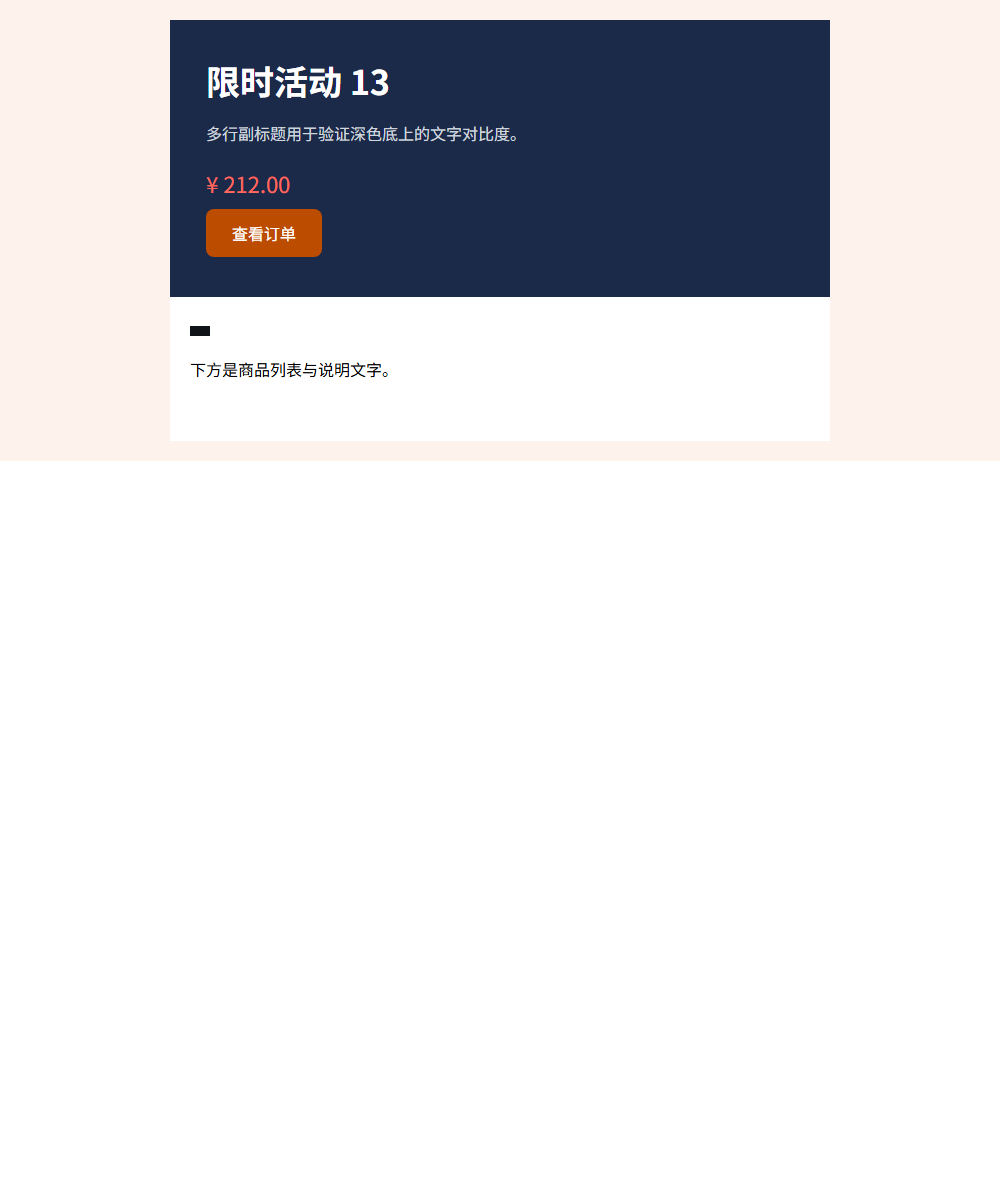 限时活动 13
多行副标题用于验证深色底上的文字对比度。
¥ 212.00
查看订单
下方是商品列表与说明文字。